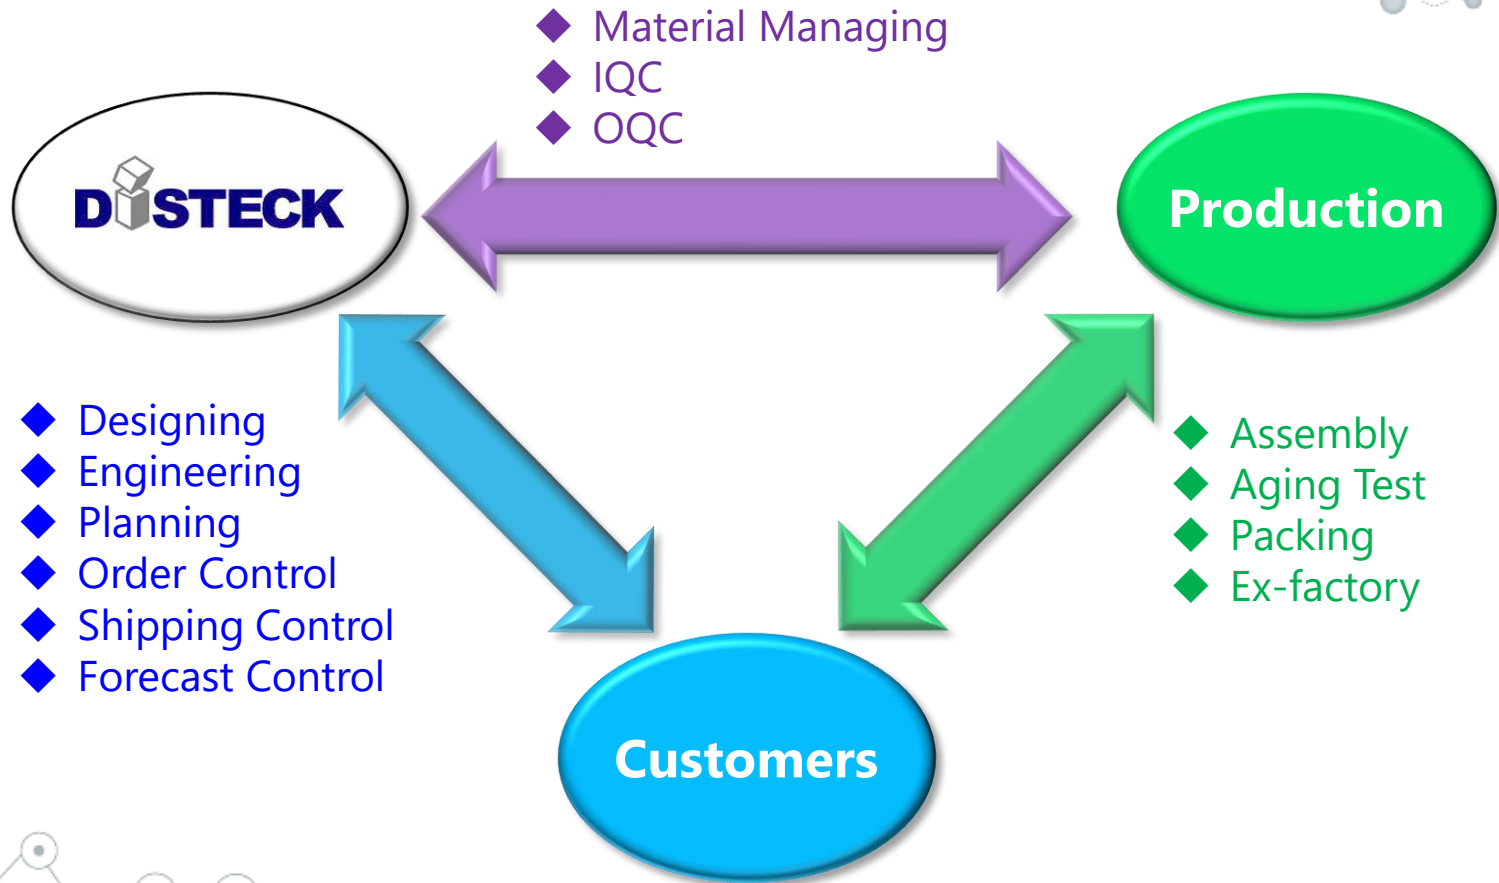 Material Managing
IQC
OQC
DISTECK
Production
Designing
Engineering
Planning
Order Control
Shipping Control
Forecast Control
Assembly
Aging Test
Packing
Ex-factory
Customers